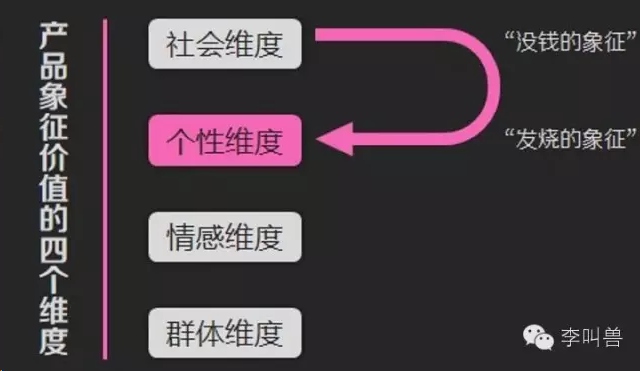 产品象征价值的四个维度
社会维度
“没钱的象征”
个性维度
“发烧的象征”
情感维度
群体维度
李叫兽